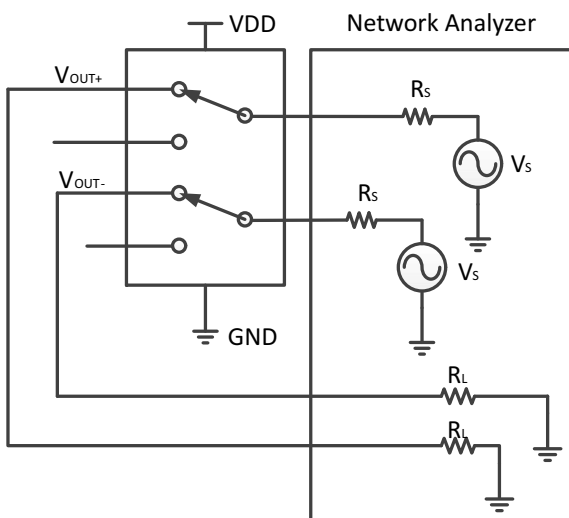 Network Analyzer
VDD
VOUT+
RS
VS
VOUT-
RS
VS
GND
RL
RL